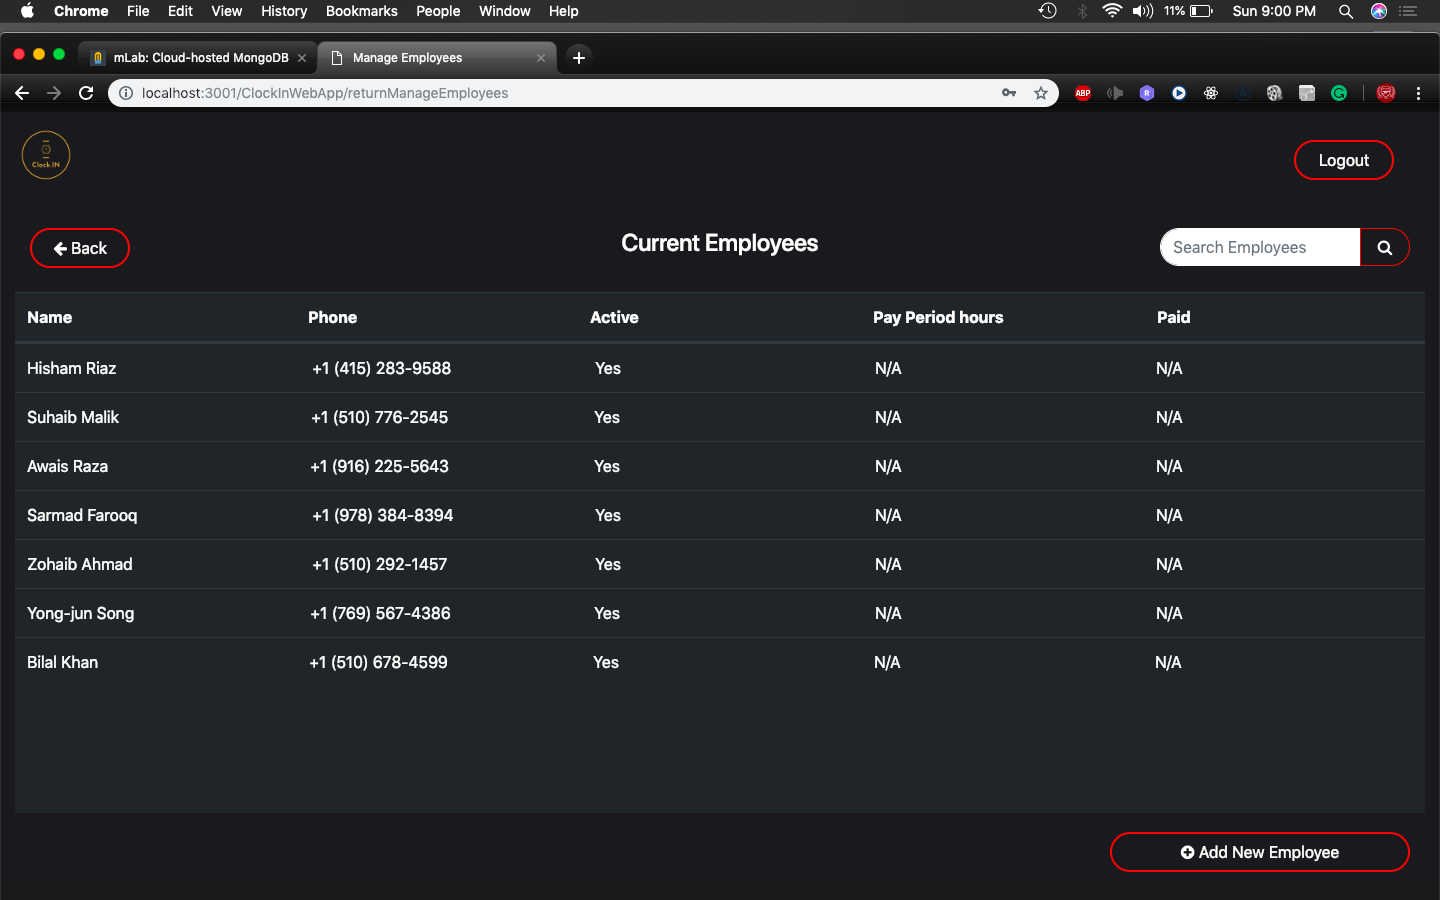 Chrome File Edit View History Bookmarks People Window Help 11% Sun 9:00 PM
mLab: Cloud-hosted MongoDB Manage Employees
localhost:3001/ClockInWebApp/returnManageEmployees ABP R
Clock IN
Logout
Back Current Employees Search Employees
Name Phone Active Pay Period hours Paid
Hisham Riaz +1 (415) 283-9588 Yes N/A N/A
Suhaib Malik +1 (510) 776-2545 Yes N/A N/A
Awais Raza +1 (916) 225-5643 Yes N/A N/A
Sarmad Farooq +1 (978) 384-8394 Yes N/A N/A
Zohaib Ahmad +1 (510) 292-1457 Yes N/A N/A
Yong-jun Song +1 (769) 567-4386 Yes N/A N/A
Bilal Khan +1 (510) 678-4599 Yes N/A N/A
Add New Employee